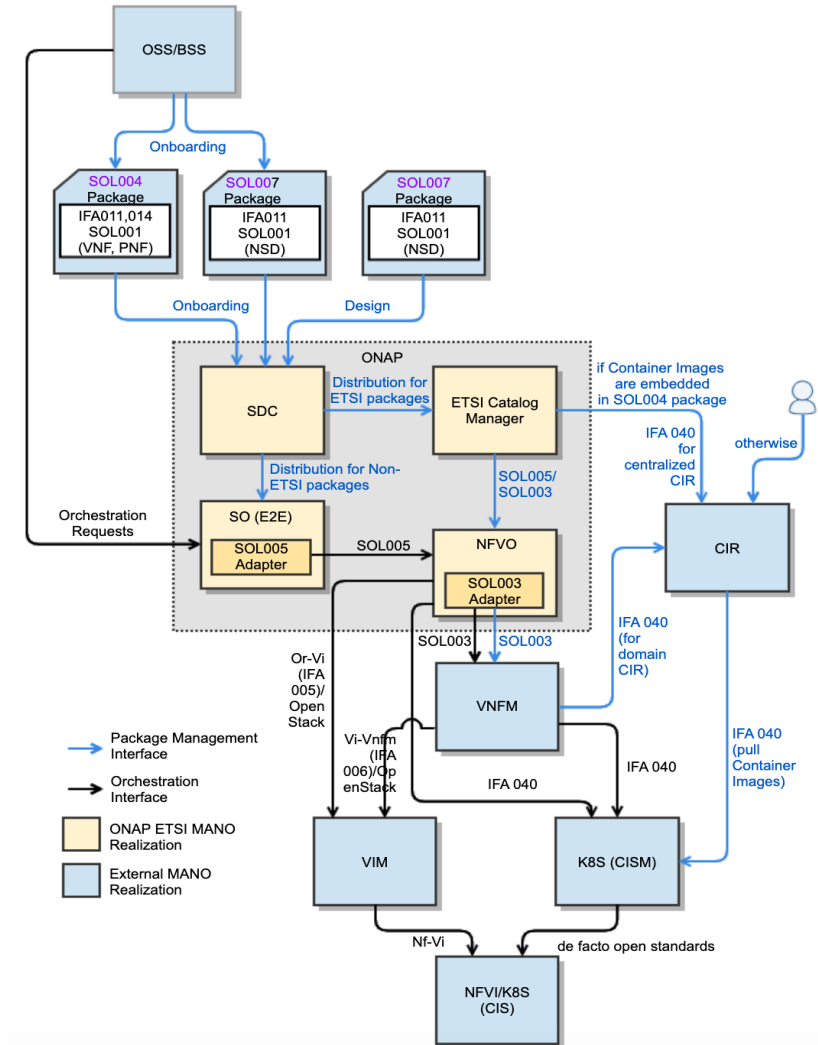 OSS/BSS
Onboarding
SOL004
Package
IFA011,014
SOL001
(VNF, PNF)
SOL007
Package
IFA011
SOL001
(NSD)
SOL007
Package
IFA011
SOL001
(NSD)
Onboarding
Design
ONAP
SDC
Distribution for
ETSI packages
ETSI Catalog
Manager
if Container Images
are embedded
in SOL004 package
IFA 040
for
centralized
CIR
otherwise
Distribution for Non-
ETSI packages
SOL005/
SOL003
Orchestration
Requests
SO (E2E)
SOL005
Adapter
SOL005
NFVO
SOL003
Adapter
CIR
SOL003
SOL003
IFA 040
(for
domain
CIR)
Or-Vi
(IFA
005)/
Open
Stack
VNFM
Vi-Vnfm
(IFA
006)/Op
enStack
IFA 040
IFA 040
IFA 040
(pull
Container
Images)
Package Management
Interface
Orchestration
Interface
ONAP ETSI MANO
Realization
External MANO
Realization
VIM
K8S (CISM)
Nf-Vi
de facto open standards
NFVI/K8S
(CIS)